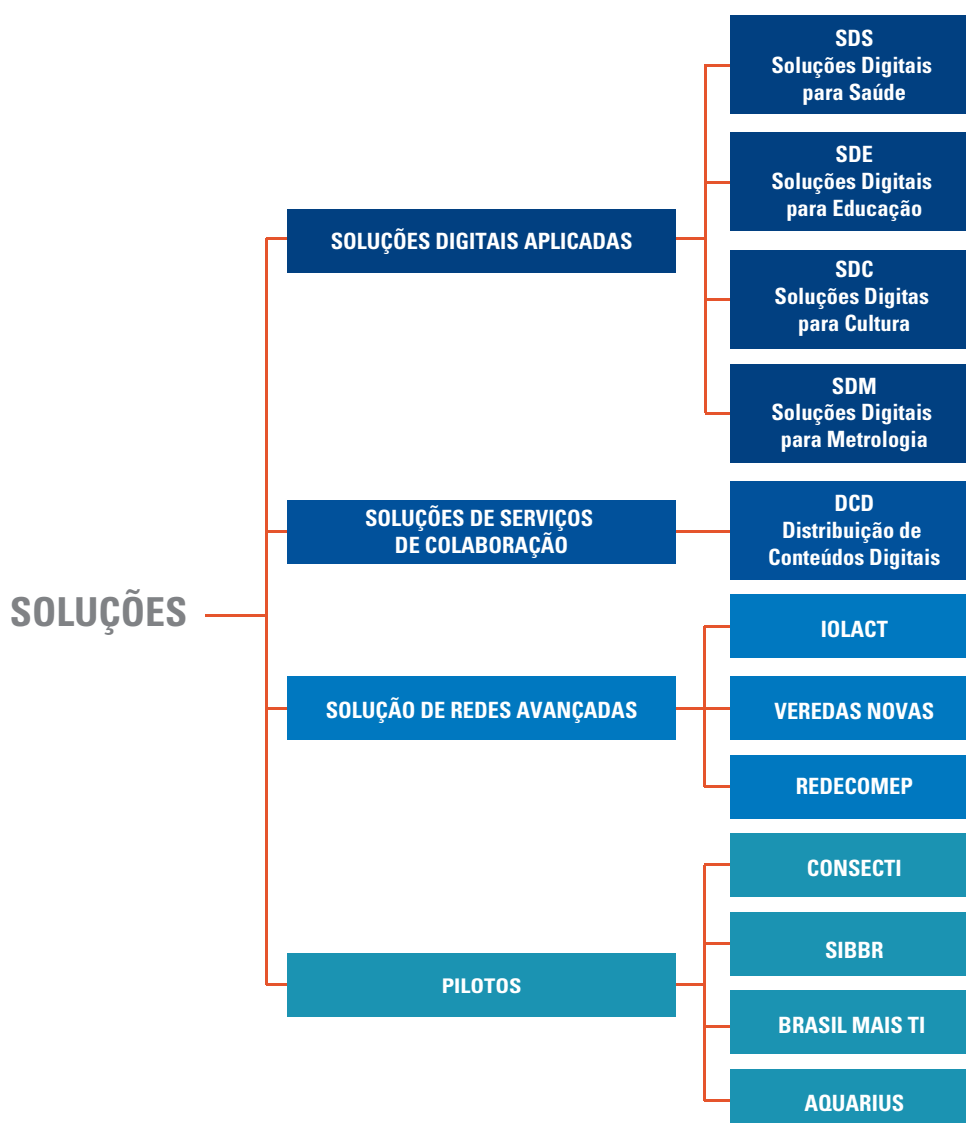 SOLUÇÕES
SOLUÇÕES DIGITAIS APLICADAS
SDS
Soluções Digitais
para Saúde
SDE
Soluções Digitais
para Educação
SDC
Soluções Digitas
para Cultura
SDM
Soluções Digitais
para Metrologia
SOLUÇÕES DE SERVIÇOS
DE COLABORAÇÃO
DCD
Distribuição de
Conteúdos Digitais
SOLUÇÃO DE REDES AVANÇADAS
IOLACT
VEREDAS NOVAS
REDECOMEP
PILOTOS
CONSECTI
SIBBR
BRASIL MAIS TI
AQUARIUS